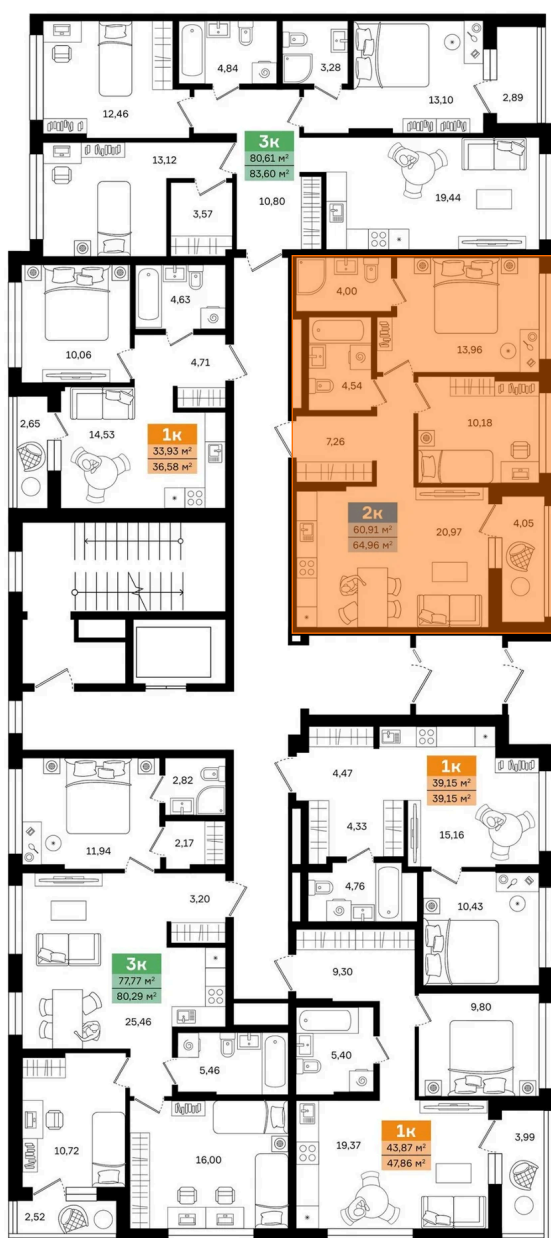 4,84
3,28
12,46
13,10
2,89
3к
80,61 м²
83,60 м²
13,12
3,57
10,80
19,44
4,63
4,00
10,06
13,96
4,71
4,54
2,65
14,53
1к
33,93 м²
36,58 м²
10,18
7,26
2к
60,91 м²
64,96 м²
20,97
4,05
2,82
4,47
1к
39,15 м²
39,15 м²
11,94
2,17
4,33
15,16
3,20
4,76
10,43
3к
77,77 м²
80,29 м²
25,46
9,30
9,80
5,46
5,40
10,72
16,00
19,37
1к
43,87 м²
47,86 м²
3,99
2,52